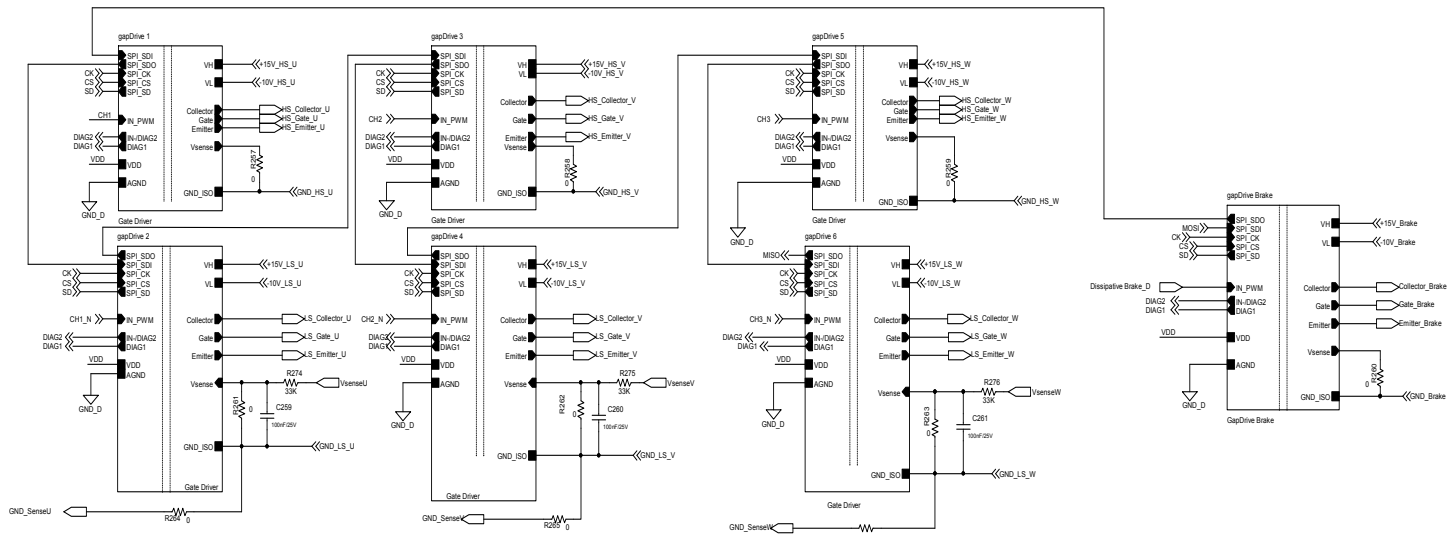 gapDrive 1
SPI_SDI
SPI_SDO
CK
SPI_CK
CS
SPI_CS
SD
SPI_SD
CH1
IN_PWM
DIAG2
IN-/DIAG2
DIAG1
DIAG1
VDD
VDD
AGND
GND_D
VH
+15V_HS_U
VL
-10V_HS_U
Collector
HS_Collector_U
Gate
HS_Gate_U
Emitter
HS_Emitter_U
Vsense
R257
0
GND_ISO
GND_HS_U
Gate Driver
gapDrive 3
SPI_SDI
SPI_SDO
CK
SPI_CK
CS
SPI_CS
SD
SPI_SD
CH2
IN_PWM
DIAG2
IN-/DIAG2
DIAG1
DIAG1
VDD
VDD
AGND
GND_D
VH
+15V_HS_V
VL
-10V_HS_V
Collector
HS_Collector_V
Gate
HS_Gate_V
Emitter
HS_Emitter_V
Vsense
R258
0
GND_ISO
GND_HS_V
Gate Driver
gapDrive 5
SPI_SDI
SPI_SDO
CK
SPI_CK
CS
SPI_CS
SD
SPI_SD
CH3
IN_PWM
DIAG2
IN-/DIAG2
DIAG1
DIAG1
VDD
VDD
AGND
GND_D
VH
+15V_HS_W
VL
-10V_HS_W
Collector
HS_Collector_W
Gate
HS_Gate_W
Emitter
HS_Emitter_W
Vsense
R259
0
GND_ISO
GND_HS_W
Gate Driver
gapDrive Brake
SPI_SDO
MOSI
SPI_SDI
CK
SPI_CK
CS
SPI_CS
SD
SPI_SD
Dissipative Brake_D
IN_PWM
DIAG2
IN-/DIAG2
DIAG1
DIAG1
VDD
VDD
AGND
GND_D
VH
+15V_Brake
VL
-10V_Brake
Collector
Collector_Brake
Gate
Gate_Brake
Emitter
Emitter_Brake
Vsense
R260
0
GND_ISO
GND_Brake
GapDrive Brake
gapDrive 2
SPI_SDO
SPI_SDI
CK
SPI_CK
CS
SPI_CS
SD
SPI_SD
CH1_N
IN_PWM
DIAG2
IN-/DIAG2
DIAG1
DIAG1
VDD
VDD
AGND
GND_D
VH
+15V_LS_U
VL
-10V_LS_U
Collector
LS_Collector_U
Gate
LS_Gate_U
Emitter
LS_Emitter_U
Vsense
R274
33K
VsenseU
R261
0
C259
100nF/25V
GND_ISO
GND_LS_U
Gate Driver
GND_SenseU
R264
0
gapDrive 4
SPI_SDO
SPI_SDI
CK
SPI_CK
CS
SPI_CS
SD
SPI_SD
CH2_N
IN_PWM
DIAG2
IN-/DIAG2
DIAG1
DIAG1
VDD
VDD
AGND
GND_D
VH
+15V_LS_V
VL
-10V_LS_V
Collector
LS_Collector_V
Gate
LS_Gate_V
Emitter
LS_Emitter_V
Vsense
R275
33K
VsenseV
R262
0
C260
100nF/25V
GND_ISO
GND_LS_V
Gate Driver
GND_SenseV
R265
0
gapDrive 6
MISO
SPI_SDO
SPI_SDI
CK
SPI_CK
CS
SPI_CS
SD
SPI_SD
CH3_N
IN_PWM
DIAG2
IN-/DIAG2
DIAG1
DIAG1
VDD
VDD
AGND
GND_D
VH
+15V_LS_W
VL
-10V_LS_W
Collector
LS_Collector_W
Gate
LS_Gate_W
Emitter
LS_Emitter_W
Vsense
R276
33K
VsenseW
R263
0
C261
100nF/25V
GND_ISO
GND_LS_W
Gate Driver
GND_SenseW